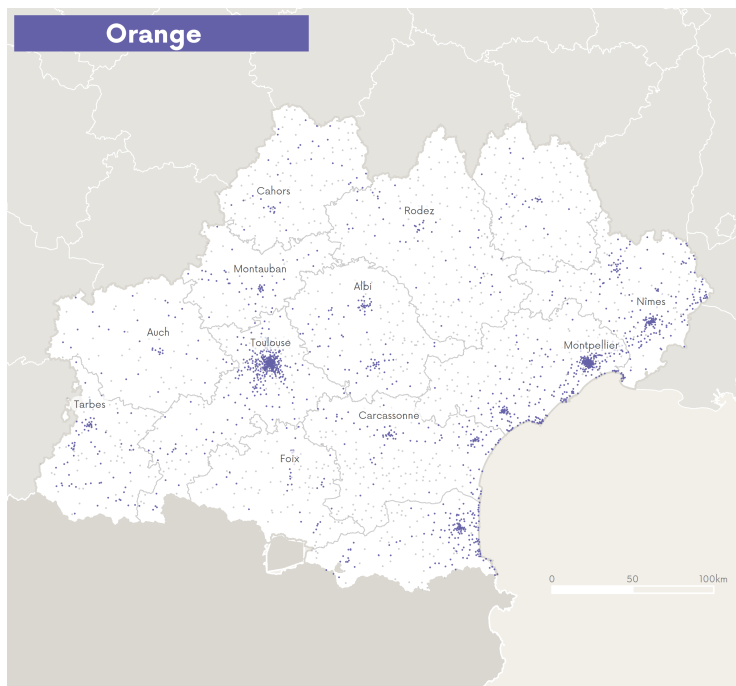 Orange
Cahors
Rodez
Montauban
Albi
Nîmes
Auch
Toulouse
Montpellier
Tarbes
Carcassonne
Foix
0 50 100km